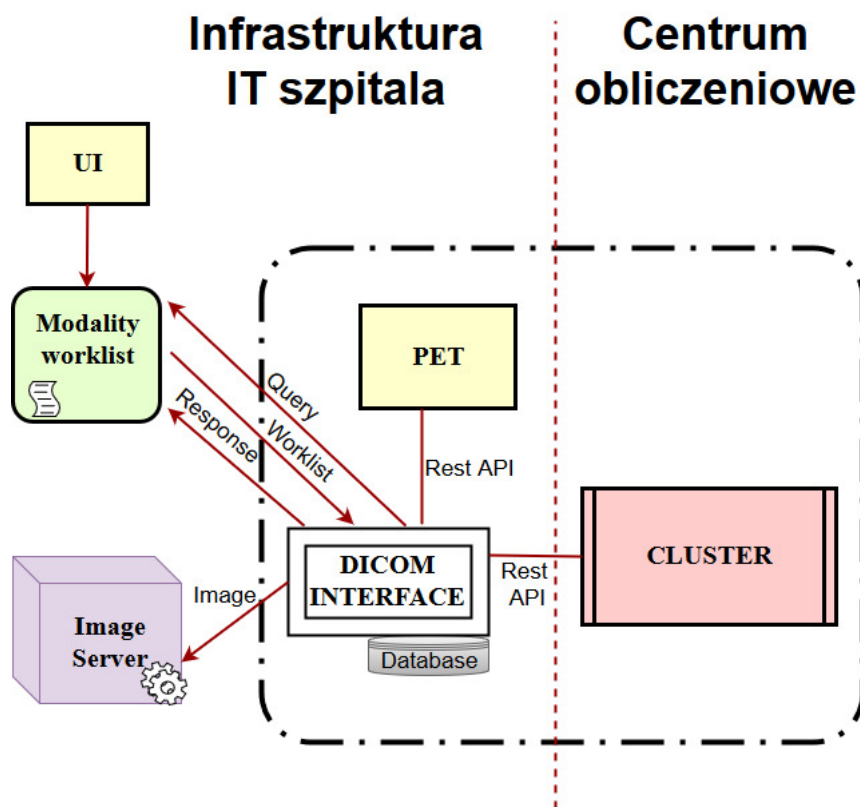 Infrastruktura
IT szpitala
Centrum
obliczeniowe
UI
Modality
worklist
PET
Query
Worklist
Response
Rest API
DICOM
INTERFACE
Rest
API
CLUSTER
Image
Image
Server
Database